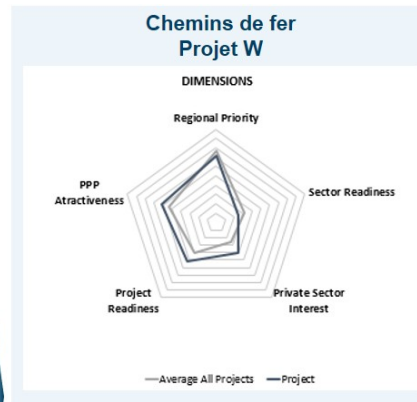 Chemins de fer
Projet W
DIMENSIONS
Regional Priority
PPP
Atractiveness
Sector Readiness
Project
Readiness
Private Sector
Interest
Average All Projects
Project